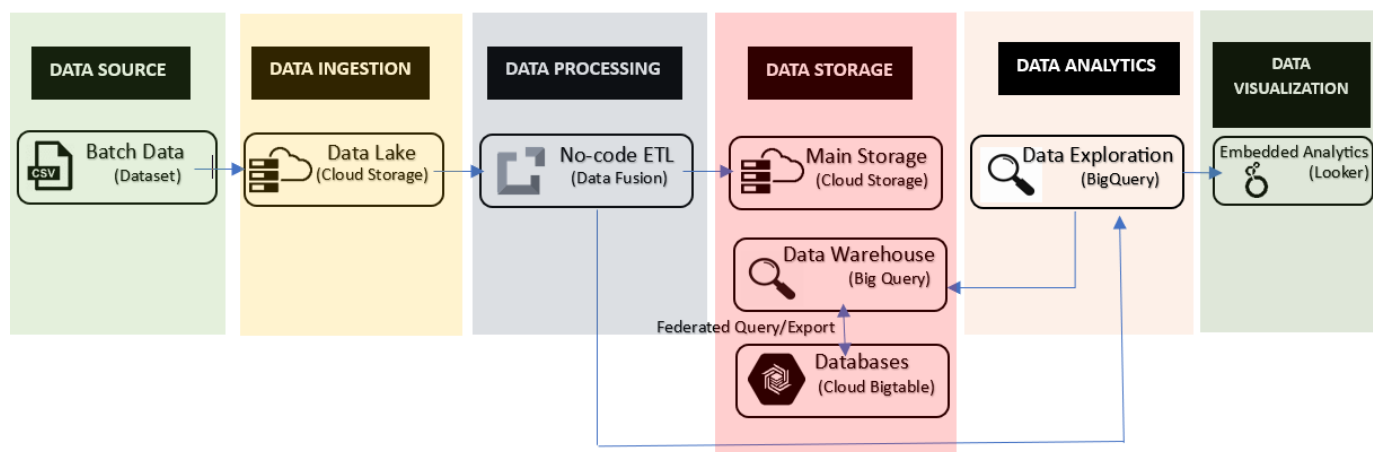 DATA SOURCE
DATA INGESTION
DATA PROCESSING
DATA STORAGE
DATA ANALYTICS
DATA
VISUALIZATION
Batch Data
(Dataset)
CSV
Data Lake
(Cloud Storage)
No-code ETL
(Data Fusion)
Main Storage
(Cloud Storage)
Data Exploration
(BigQuery)
Embedded Analytics
(Looker)
Data Warehouse
(Big Query)
Federated Query/Export
Databases
(Cloud Bigtable)